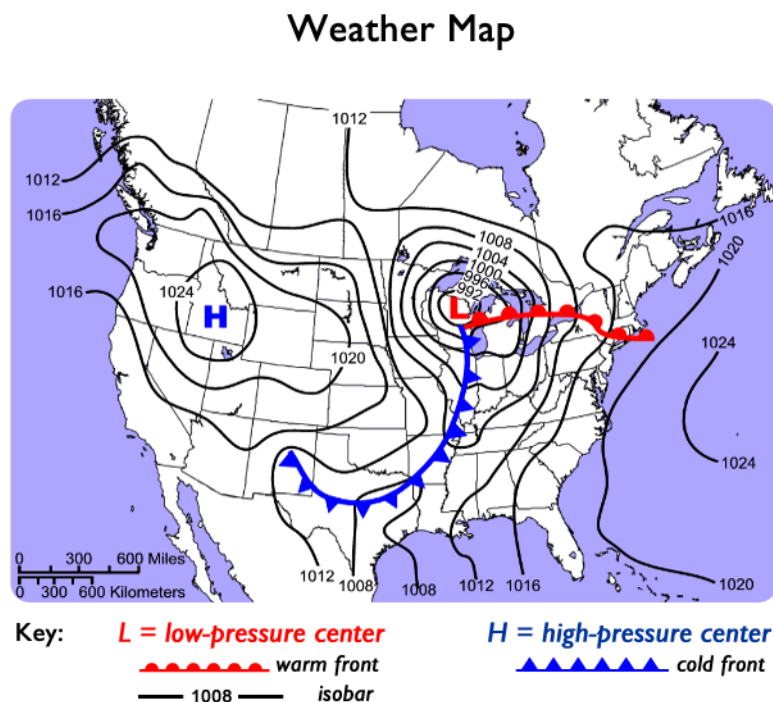 Weather Map
1012
1012
1016
1016
1020
1008
1004
1000
996
992
L
1024
H
1016
1020
1024
1024
1012
1008
1008
1012
1016
1020
0 300 600 Miles
0 300 600 Kilometers
Key: L = low-pressure center H = high-pressure center
warm front cold front
1008 isobar